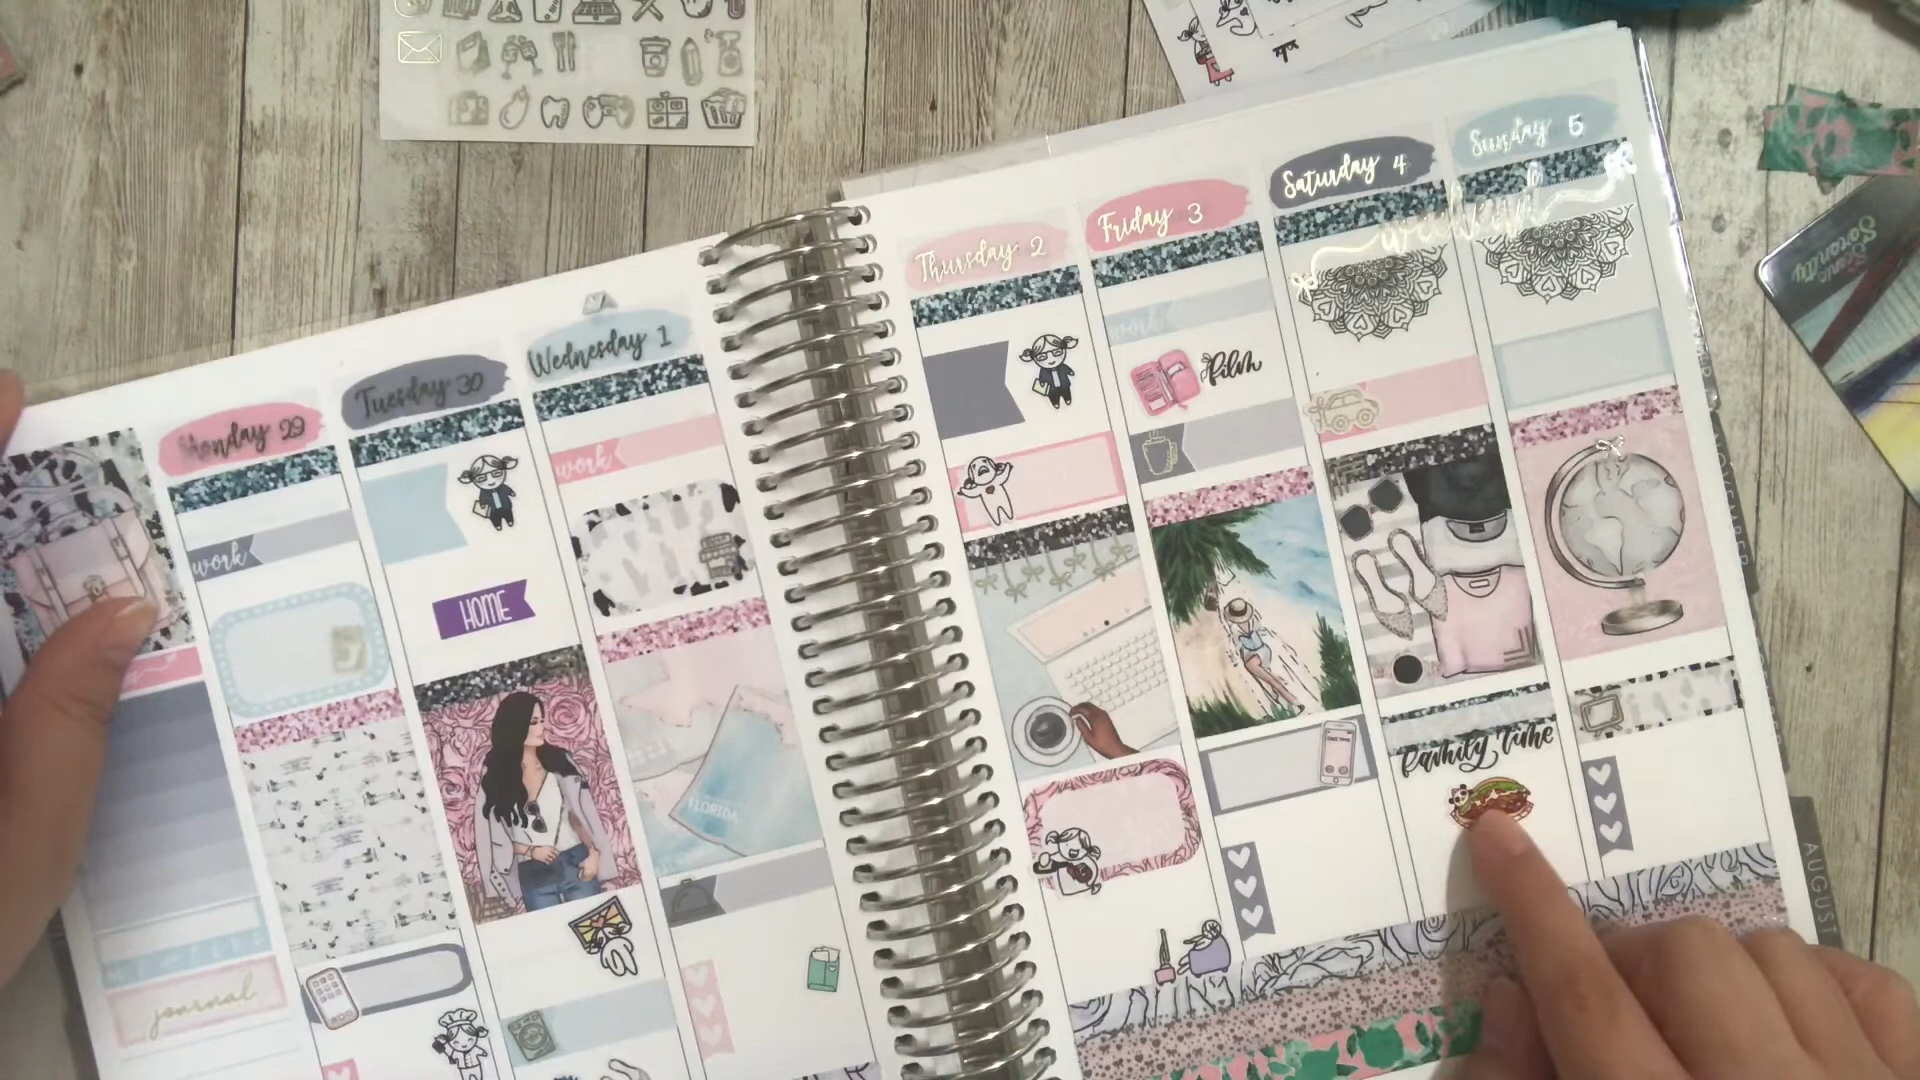 Monday 29
Tuesday 30
Wednesday 1
Thursday 2
Friday 3
Saturday 4
Sunday 5
weekend
work
work
work
film
HOME
Family Time
journal
AUGUST